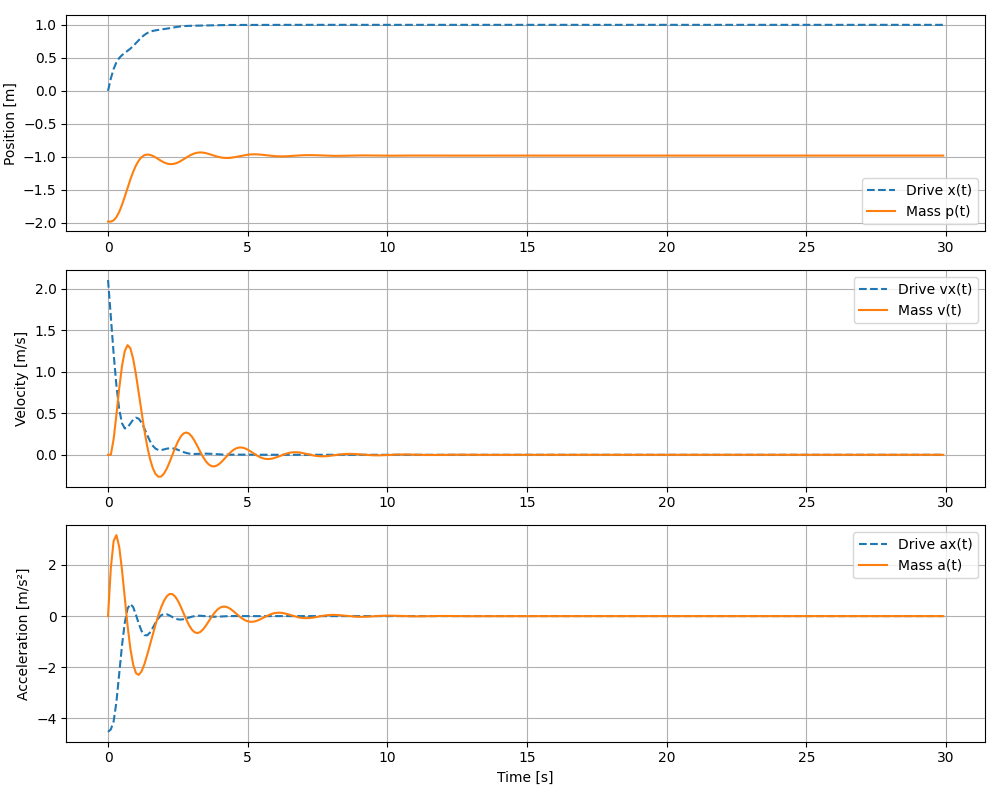 1.0
0.5
0.0
−0.5
−1.0
−1.5
−2.0
Position [m]
Drive x(t)
Mass p(t)
0 5 10 15 20 25 30
2.0
1.5
1.0
0.5
0.0
Velocity [m/s]
Drive vx(t)
Mass v(t)
0 5 10 15 20 25 30
2
0
−2
−4
Acceleration [m/s²]
Drive ax(t)
Mass a(t)
0 5 10 15 20 25 30
Time [s]